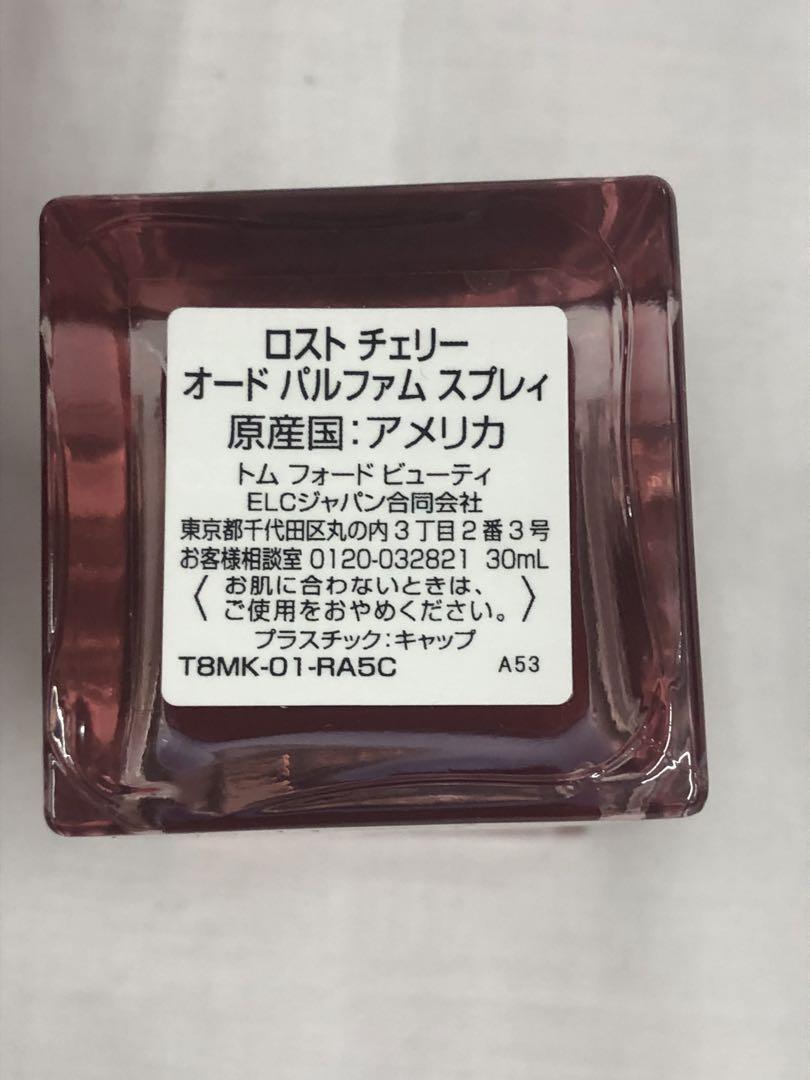 ロスト チェリー
オード パルファム スプレィ
原産国:アメリカ
トム フォード ビューティ
ELCジャパン合同会社
東京都千代田区丸の内3丁目2番3号
お客様相談室 0120-032821 30mL
〈 お肌に合わないときは、
ご使用をおやめください。 〉
プラスチック:キャップ
T8MK-01-RA5C A53